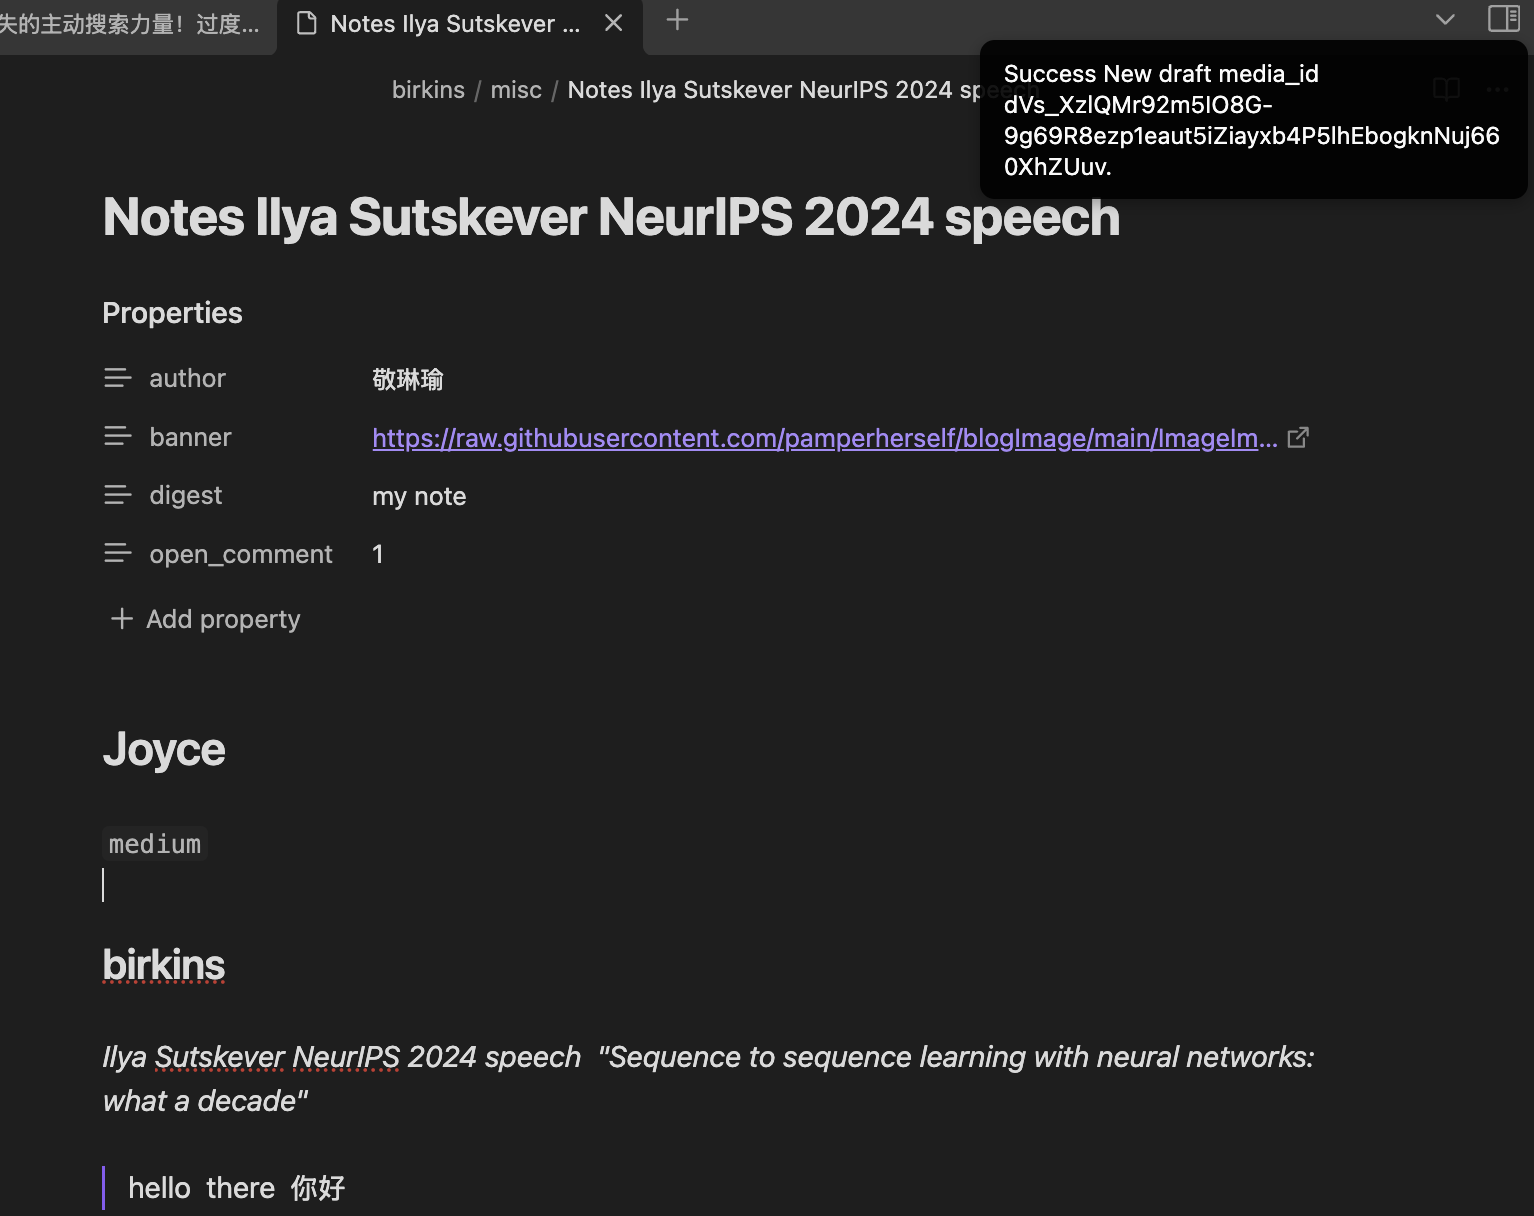 失的主动搜索力量！过度...
Notes Ilya Sutskever ...
birkins / misc / Notes Ilya Sutskever NeurIPS 2024 speech
Success New draft media_id
dVs_XzlQMr92m5lO8G-
9g69R8ezp1eaut5iZiayxb4P5lhEbogknNuj66
0XhZUuv.
Notes Ilya Sutskever NeurIPS 2024 speech
Properties
author 敬琳瑜
banner https://raw.githubusercontent.com/pamperherself/blogImage/main/ImageIm...
digest my note
open_comment 1
Add property
Joyce
medium
birkins
Ilya Sutskever NeurIPS 2024 speech "Sequence to sequence learning with neural networks:
what a decade"
hello there 你好